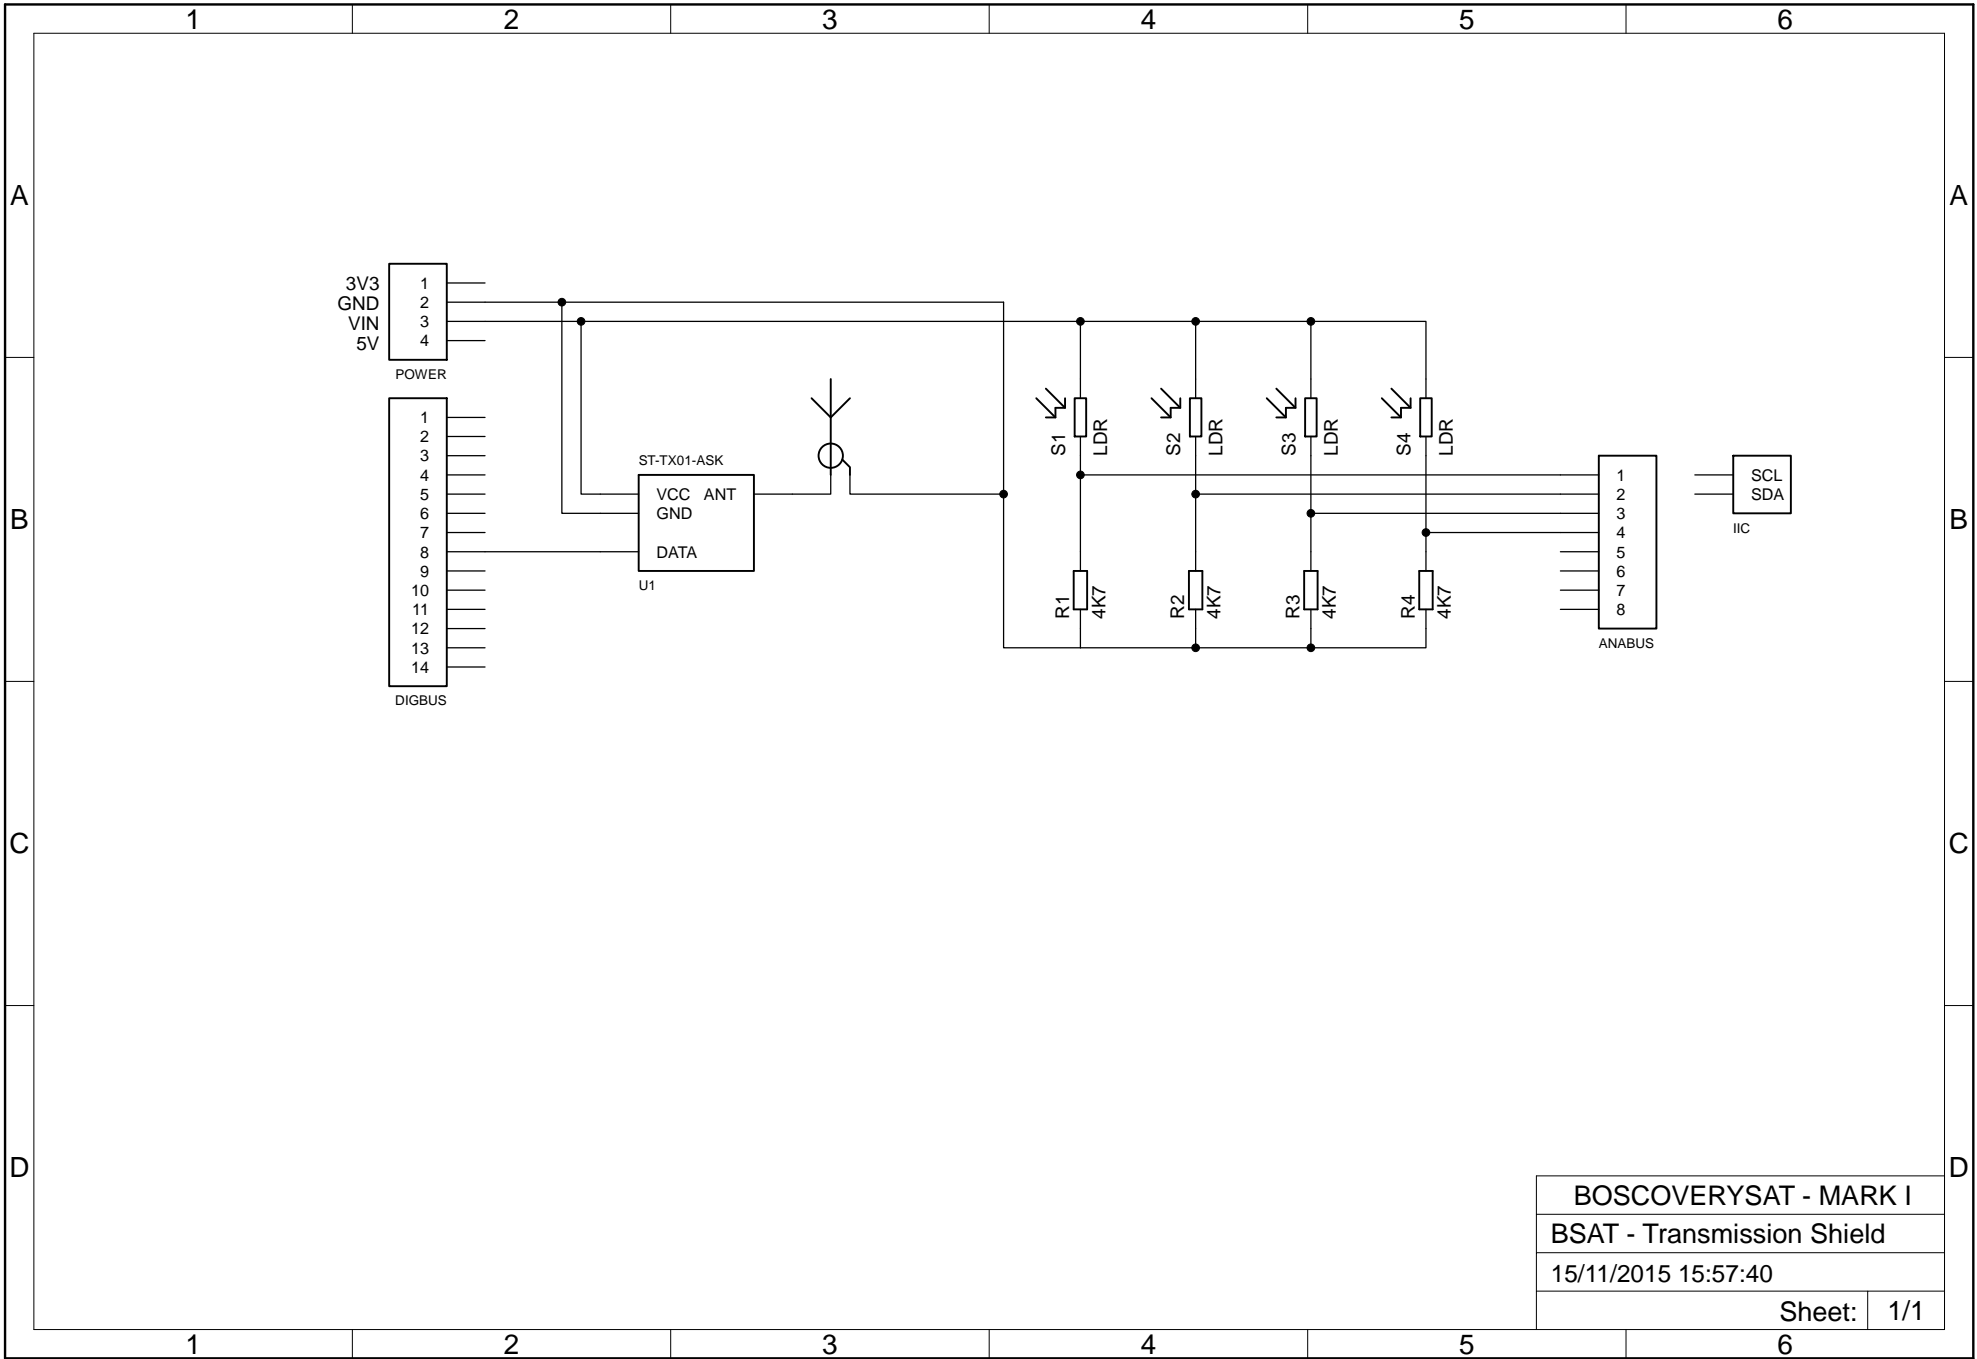 1 2 3 4 5 6
A A
3V3 1
GND 2
VIN 3
5V 4
POWER
1
2
3
4
5
6
7
8
9
10
11
12
13
14
DIGBUS
ST-TX01-ASK
VCC ANT
GND
DATA
U1
S1 LDR
S2 LDR
S3 LDR
S4 LDR
R1 4K7
R2 4K7
R3 4K7
R4 4K7
1
2
3
4
5
6
7
8
ANABUS
SCL
SDA
IIC
B B
C C
D D
BOSCOVERYSAT - MARK I
BSAT - Transmission Shield
15/11/2015 15:57:40
Sheet: 1/1
1 2 3 4 5 6